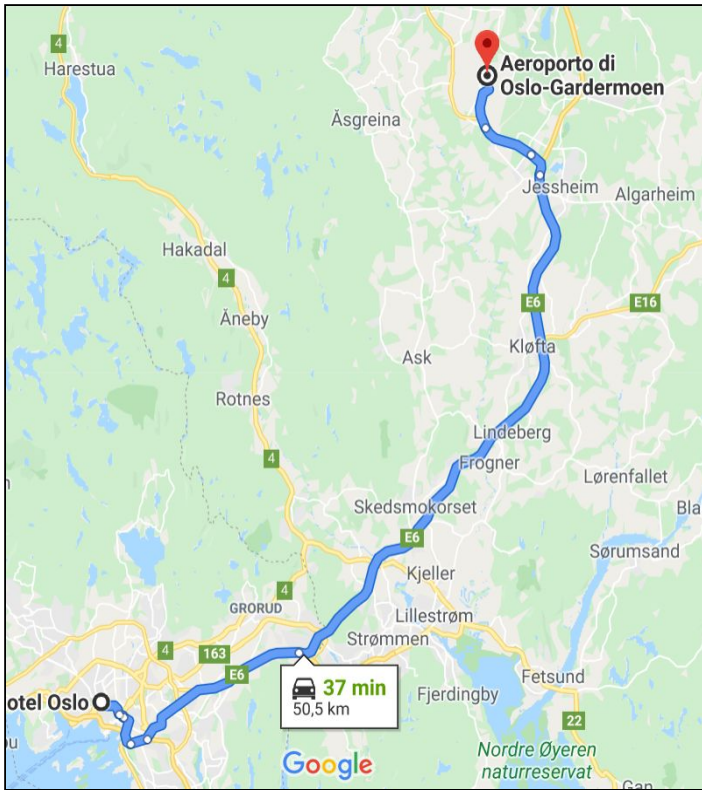 4
Harestua
Aeroporto di
Oslo-Gardermoen
Åsgreina
Jessheim
Algarheim
Hakadal
4
E6
E16
Åneby
Kløfta
Ask
Rotnes
Lindeberg
4
Frogner
Lørenfallet
Skedsmokorset
Bla
E6
Sørumsand
Kjeller
4
GRORUD
Lillestrøm
4
163
Strømmen
E6
37 min
50,5 km
Fjerdingby
Fetsund
otel Oslo
22
Nordre Øyeren
naturreservat
Google
Gan